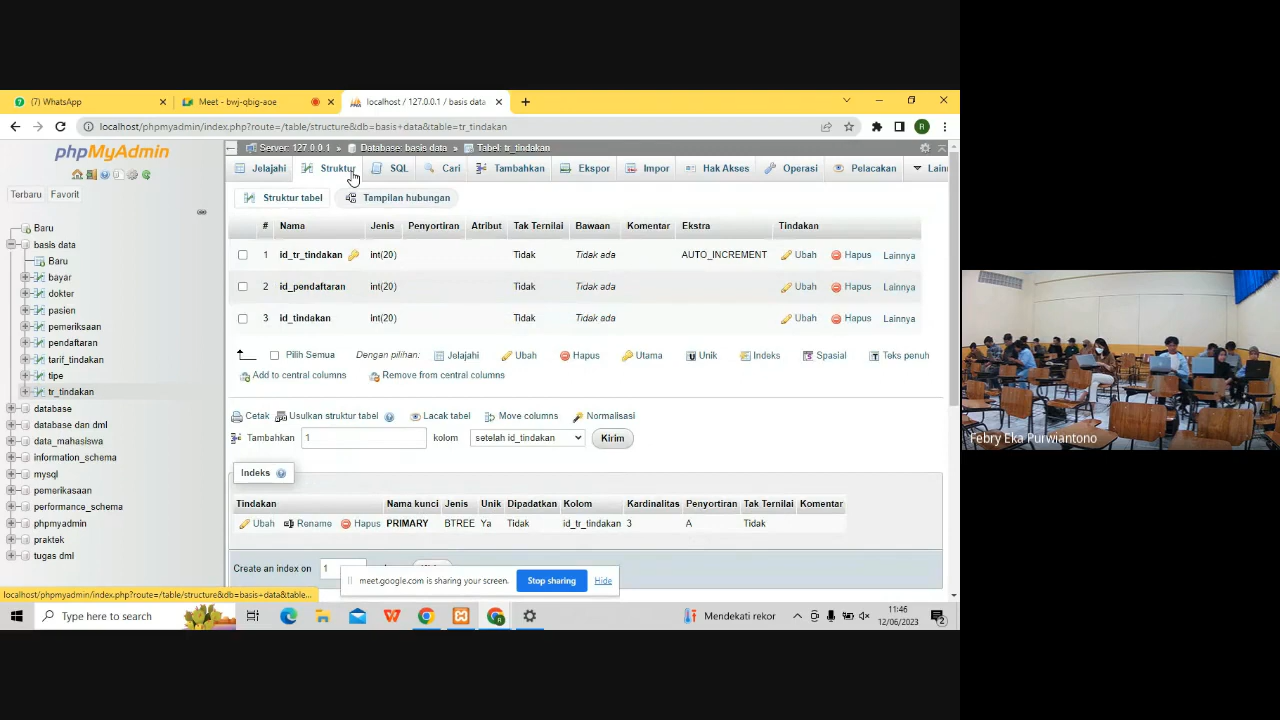 (7) WhatsApp
Meet - bwj-qbig-aoe
localhost / 127.0.0.1 / basis data
localhost/phpmyadmin/index.php?route=/table/structure&db=basis+data&table=tr_tindakan
R
phpMyAdmin
Terbaru Favorit
Baru
basis data
Baru
bayar
dokter
pasien
pemeriksaan
pendaftaran
tarif_tindakan
tipe
tr_tindakan
database
database dan dml
data_mahasiswa
information_schema
mysql
pemerikasaan
performance_schema
phpmyadmin
praktek
tugas dml
Server: 127.0.0.1 » Database: basis data » Tabel: tr_tindakan
Jelajahi Struktur SQL Cari Tambahkan Ekspor Impor Hak Akses Operasi Pelacakan Lain
Struktur tabel Tampilan hubungan
# Nama Jenis Penyortiran Atribut Tak Ternilai Bawaan Komentar Ekstra Tindakan
1 id_tr_tindakan int(20) Tidak Tidak ada AUTO_INCREMENT Ubah Hapus Lainnya
2 id_pendaftaran int(20) Tidak Tidak ada Ubah Hapus Lainnya
3 id_tindakan int(20) Tidak Tidak ada Ubah Hapus Lainnya
Pilih Semua Dengan pilihan: Jelajahi Ubah Hapus Utama Unik Indeks Spasial Teks penuh
Add to central columns Remove from central columns
Cetak Usulkan struktur tabel Lacak tabel Move columns Normalisasi
Tambahkan 1 kolom setelah id_tindakan Kirim
Indeks
Tindakan Nama kunci Jenis Unik Dipadatkan Kolom Kardinalitas Penyortiran Tak Ternilai Komentar
Ubah Rename Hapus PRIMARY BTREE Ya Tidak id_tr_tindakan 3 A Tidak
Create an index on 1
meet.google.com is sharing your screen. Stop sharing Hide
localhost/phpmyadmin/index.php?route=/table/structure&db=basis+data&table...
Type here to search
Mendekati rekor
11:46
12/06/2023
2
Febry Eka Purwiantono